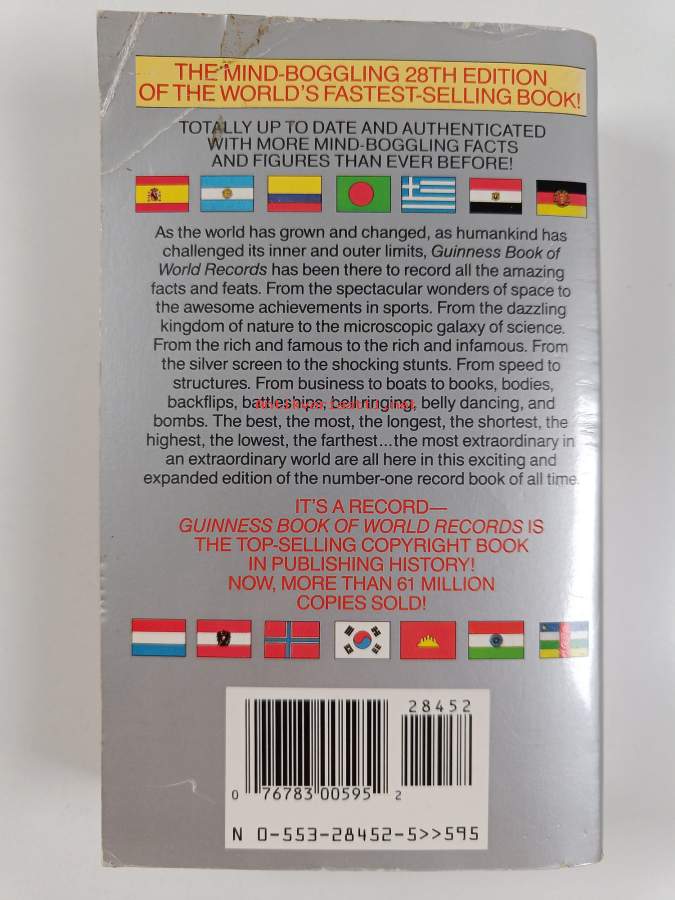 THE MIND-BOGGLING 28TH EDITION
OF THE WORLD'S FASTEST-SELLING BOOK!
TOTALLY UP TO DATE AND AUTHENTICATED
WITH MORE MIND-BOGGLING FACTS
AND FIGURES THAN EVER BEFORE!
As the world has grown and changed, as humankind has
challenged its inner and outer limits, Guinness Book of
World Records has been there to record all the amazing
facts and feats. From the spectacular wonders of space to
the awesome achievements in sports. From the dazzling
kingdom of nature to the microscopic galaxy of science.
From the rich and famous to the rich and infamous. From
the silver screen to the shocking stunts. From speed to
structures. From business to boats to books, bodies,
backflips, battleships, bell ringing, belly dancing, and
bombs. The best, the most, the longest, the shortest, the
highest, the lowest, the farthest...the most extraordinary in
an extraordinary world are all here in this exciting and
expanded edition of the number-one record book of all time.
IT'S A RECORD—
GUINNESS BOOK OF WORLD RECORDS IS
THE TOP-SELLING COPYRIGHT BOOK
IN PUBLISHING HISTORY!
NOW, MORE THAN 61 MILLION
COPIES SOLD!
28452
0 76783 00595 2
N 0-553-28452-5>>595